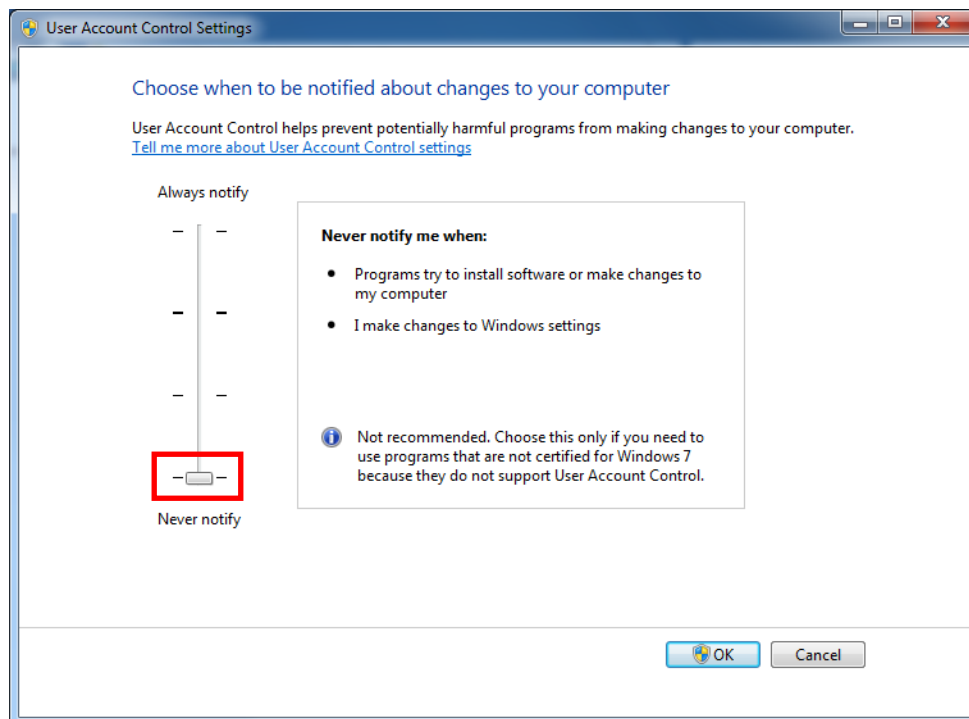 User Account Control Settings
Choose when to be notified about changes to your computer
User Account Control helps prevent potentially harmful programs from making changes to your computer.
Tell me more about User Account Control settings
Always notify
Never notify me when:
Programs try to install software or make changes to
my computer
I make changes to Windows settings
Not recommended. Choose this only if you need to
use programs that are not certified for Windows 7
because they do not support User Account Control.
Never notify
OK
Cancel